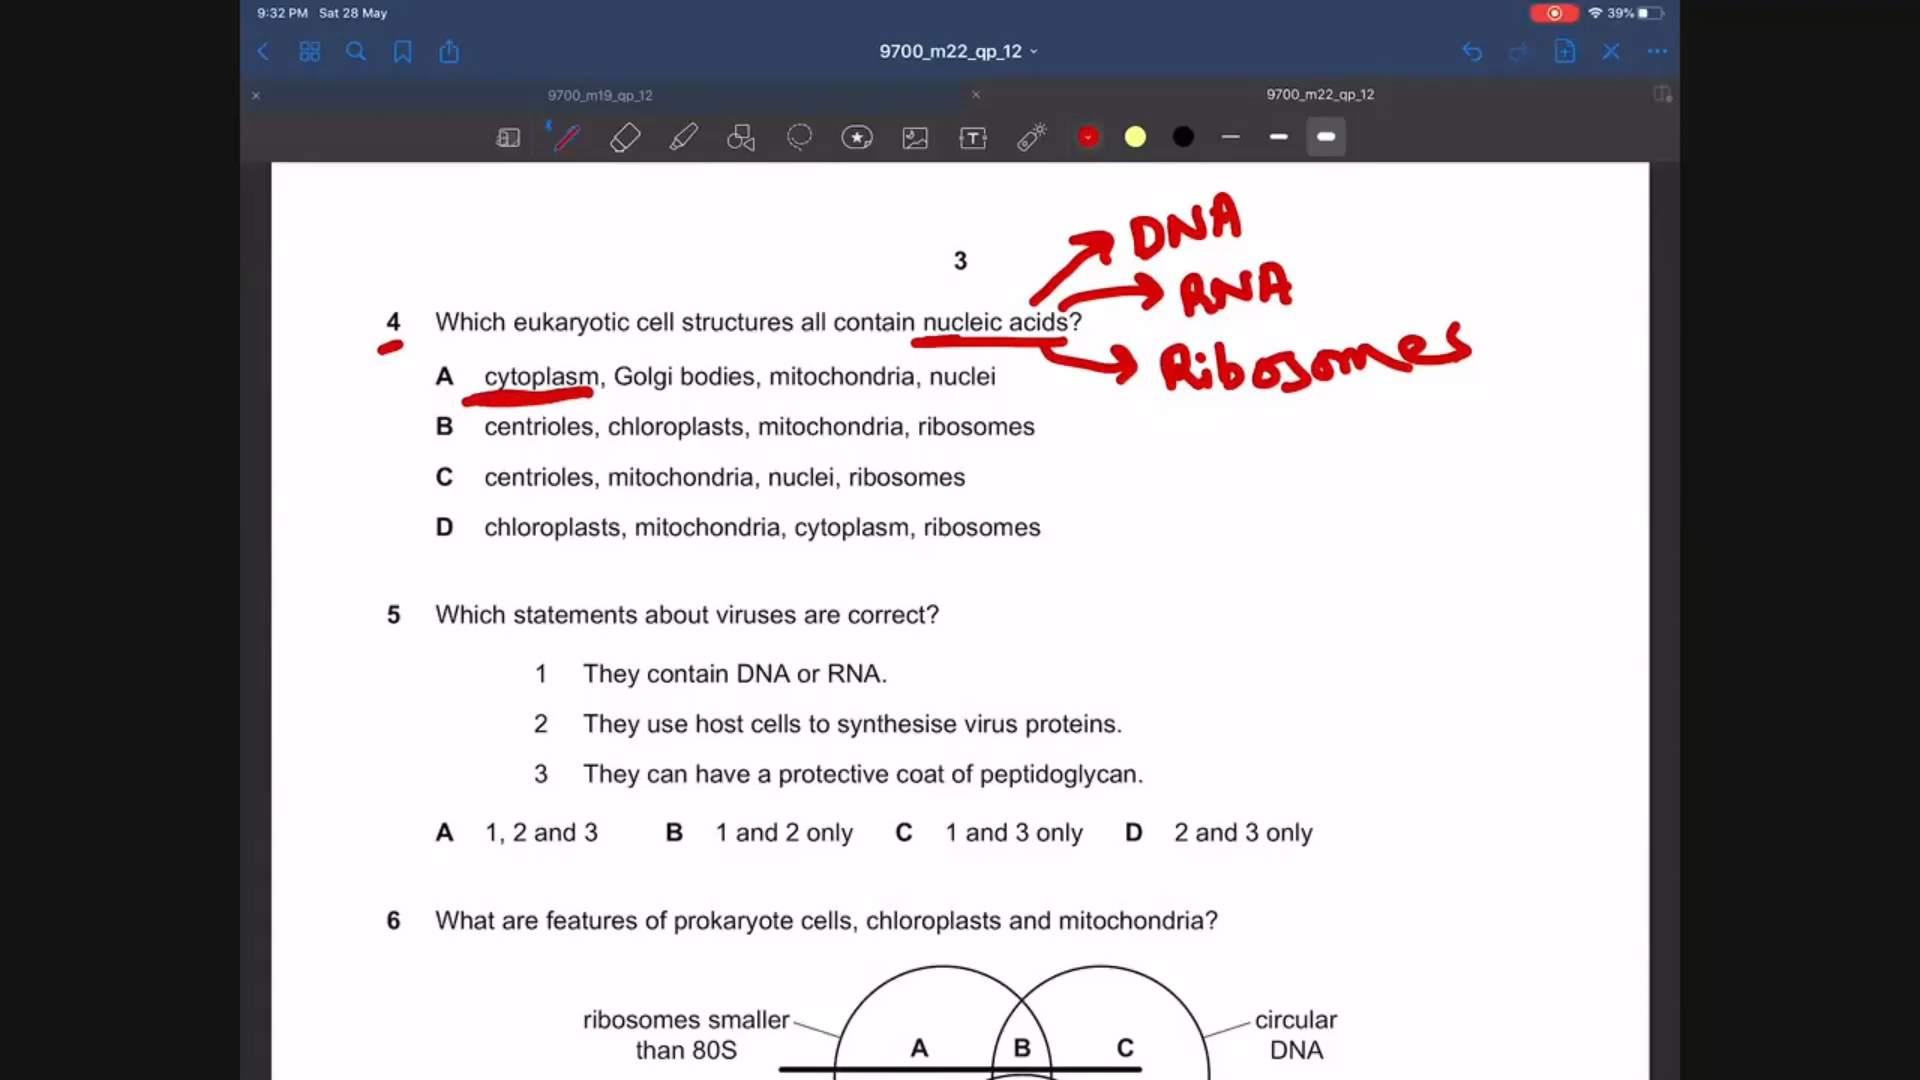 9:32 PM Sat 28 May
39%
9700_m22_qp_12
9700_m19_qp_12
9700_m22_qp_12
T
DNA
3
RNA
4 Which eukaryotic cell structures all contain nucleic acids?
Ribosomes
A cytoplasm, Golgi bodies, mitochondria, nuclei
B centrioles, chloroplasts, mitochondria, ribosomes
C centrioles, mitochondria, nuclei, ribosomes
D chloroplasts, mitochondria, cytoplasm, ribosomes
5 Which statements about viruses are correct?
1 They contain DNA or RNA.
2 They use host cells to synthesise virus proteins.
3 They can have a protective coat of peptidoglycan.
A 1, 2 and 3 B 1 and 2 only C 1 and 3 only D 2 and 3 only
6 What are features of prokaryote cells, chloroplasts and mitochondria?
ribosomes smaller
than 80S
A B C
circular
DNA